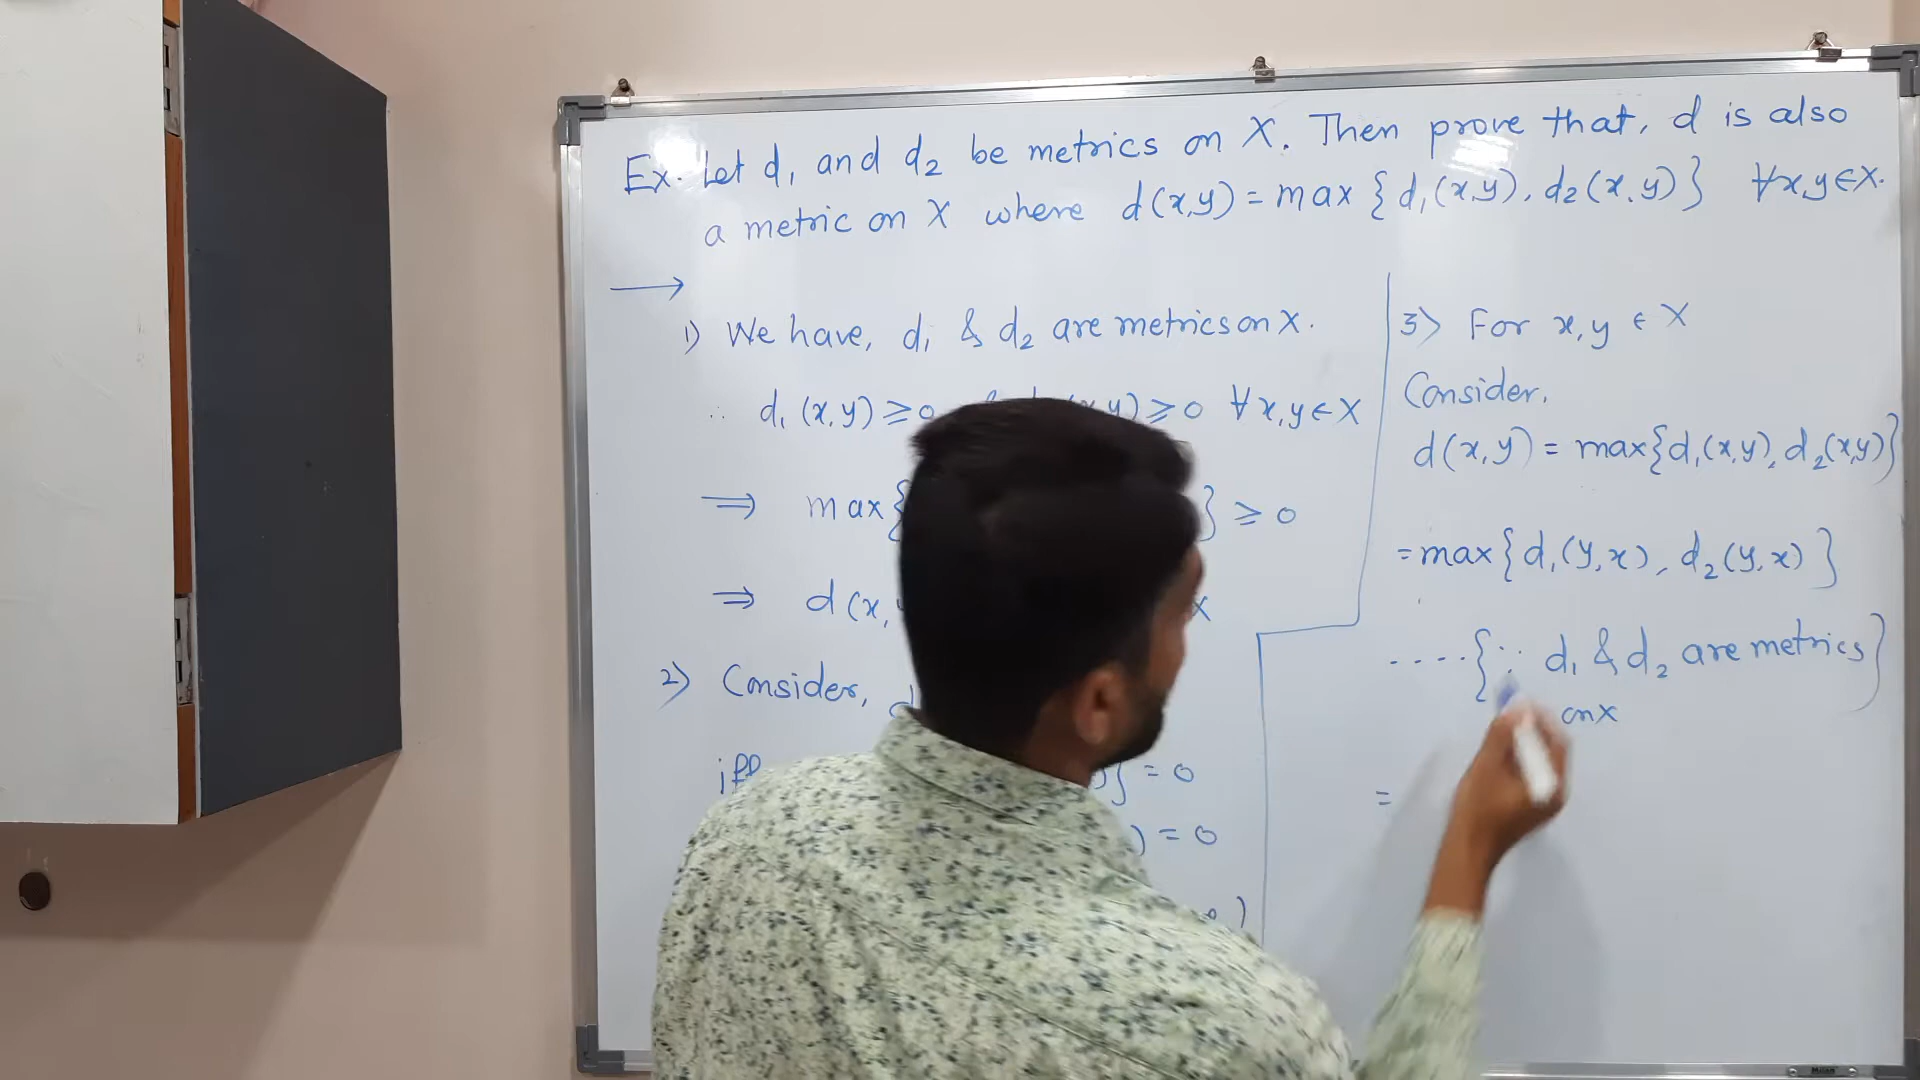 Ex. Let d₁ and d₂ be metrics on X. Then prove that, d is also
a metric on X where d(x,y) = max {d₁(x,y), d₂(x,y)} ∀x,y∈X.
⟶
1) We have, d₁ & d₂ are metrics on X.
∴ d₁(x,y) ≥ 0 y) ≥ 0 ∀x,y∈X
⟹ max{ } ≥ 0
⟹ d(x, X
2) Consider, d
iff } = 0
) = 0
)
3) For x,y ∈ X
Consider,
d(x,y) = max{d₁(x,y), d₂(x,y)}
= max{d₁(y,x), d₂(y,x)}
....{∵ d₁ & d₂ are metrics}
on X
=